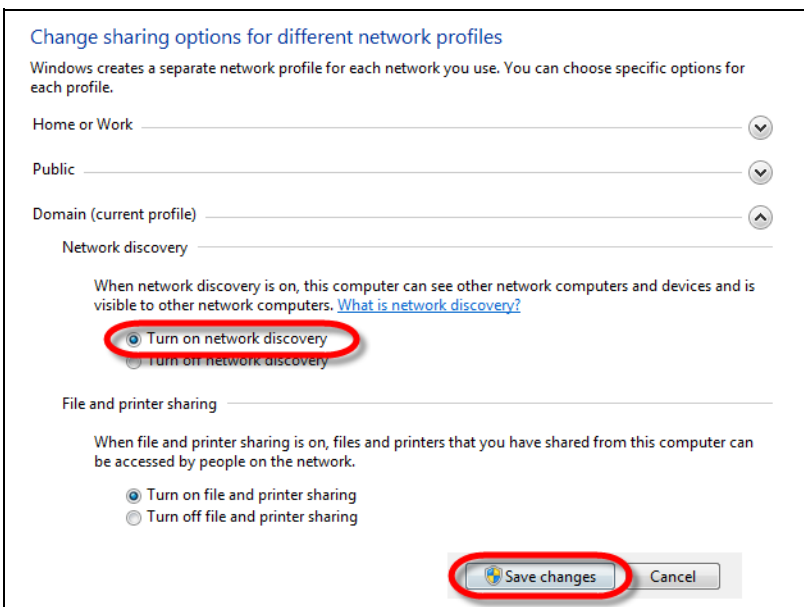 Change sharing options for different network profiles
Windows creates a separate network profile for each network you use. You can choose specific options for
each profile.
Home or Work
Public
Domain (current profile)
Network discovery
When network discovery is on, this computer can see other network computers and devices and is
visible to other network computers. What is network discovery?
Turn on network discovery
Turn off network discovery
File and printer sharing
When file and printer sharing is on, files and printers that you have shared from this computer can
be accessed by people on the network.
Turn on file and printer sharing
Turn off file and printer sharing
Save changes Cancel